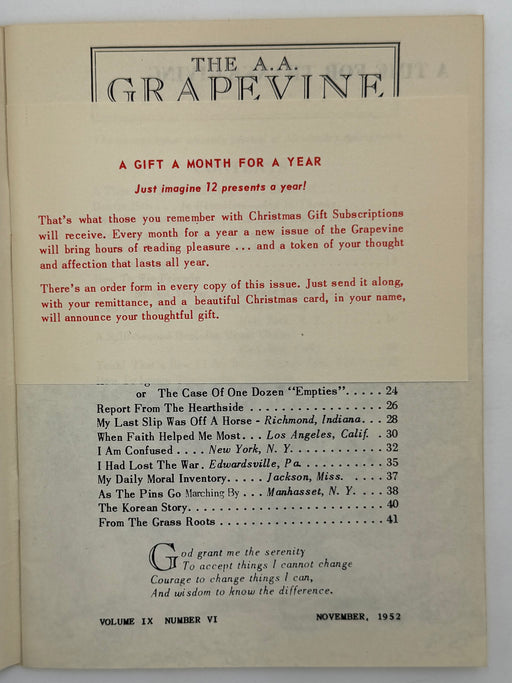 THE A.A.
GRAPEVINE
A GIFT A MONTH FOR A YEAR
Just imagine 12 presents a year!
That's what those you remember with Christmas Gift Subscriptions
will receive. Every month for a year a new issue of the Grapevine
will bring hours of reading pleasure ... and a token of your thought
and affection that lasts all year.
There's an order form in every copy of this issue. Just send it along,
with your remittance, and a beautiful Christmas card, in your name,
will announce your thoughtful gift.
or The Case Of One Dozen "Empties"..... 24
Report From The Hearthside .................. 26
My Last Slip Was Off A Horse - Richmond, Indiana... 28
When Faith Helped Me Most... Los Angeles, Calif. . 30
I Am Confused .... New York, N. Y. ............ 32
I Had Lost The War. Edwardsville, Pa........... 35
My Daily Moral Inventory..... Jackson, Miss. .... 37
As The Pins Go Marching By ... Manhasset, N. Y. ... 38
The Korean Story........................... 40
From The Grass Roots ...................... 41
God grant me the serenity
To accept things I cannot change
Courage to change things I can,
And wisdom to know the difference.
VOLUME IX NUMBER VI NOVEMBER, 1952